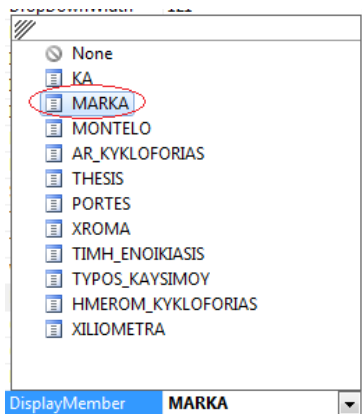 DropDownWidth 121
None
KA
MARKA
MONTELO
AR_KYKLOFORIAS
THESIS
PORTES
XROMA
TIMH_ENOIKIASIS
TYPOS_KAYSIMOY
HMEROM_KYKLOFORIAS
XILIOMETRA
DisplayMember MARKA